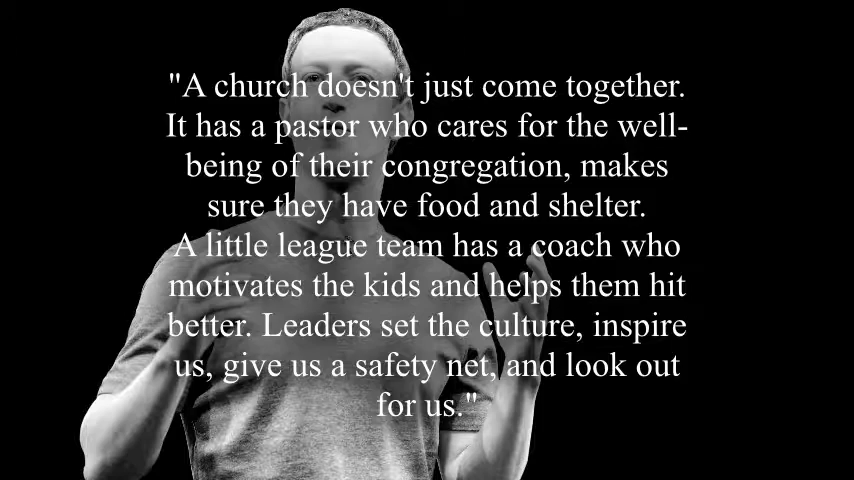 "A church doesn't just come together.
It has a pastor who cares for the well-
being of their congregation, makes
sure they have food and shelter.
A little league team has a coach who
motivates the kids and helps them hit
better. Leaders set the culture, inspire
us, give us a safety net, and look out
for us."